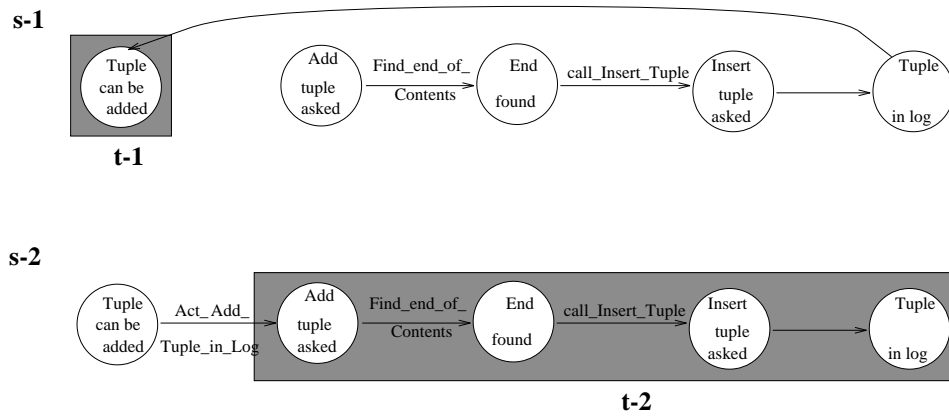 s-1
Tuple
can be
added
t-1
Add
tuple
asked
Find_end_of_
Contents
End
found
call_Insert_Tuple
Insert
tuple
asked
Tuple
in log
s-2
Tuple
can be
added
Act_Add_
Tuple_in_Log
Add
tuple
asked
Find_end_of_
Contents
End
found
call_Insert_Tuple
Insert
tuple
asked
Tuple
in log
t-2